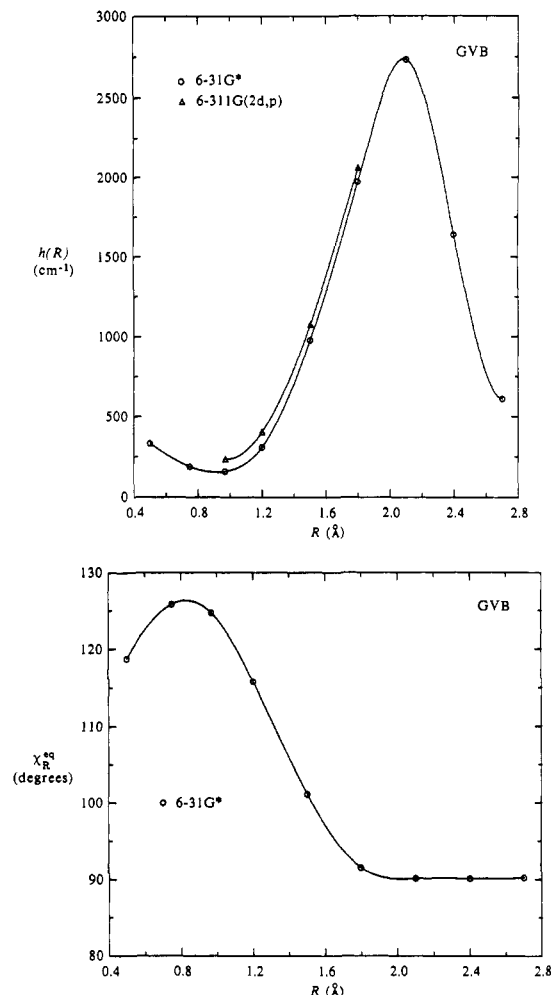 3000
GVB
○ 6-31G*
△ 6-311G(2d,p)
2500
2000
h(R)
(cm⁻¹)
1500
1000
500
0
0.4 0.8 1.2 1.6 2.0 2.4 2.8
R (Å)
130
GVB
120
χ_R^eq
(degrees)
110
○ 6-31G*
100
90
80
0.4 0.8 1.2 1.6 2.0 2.4 2.8
R (Å)